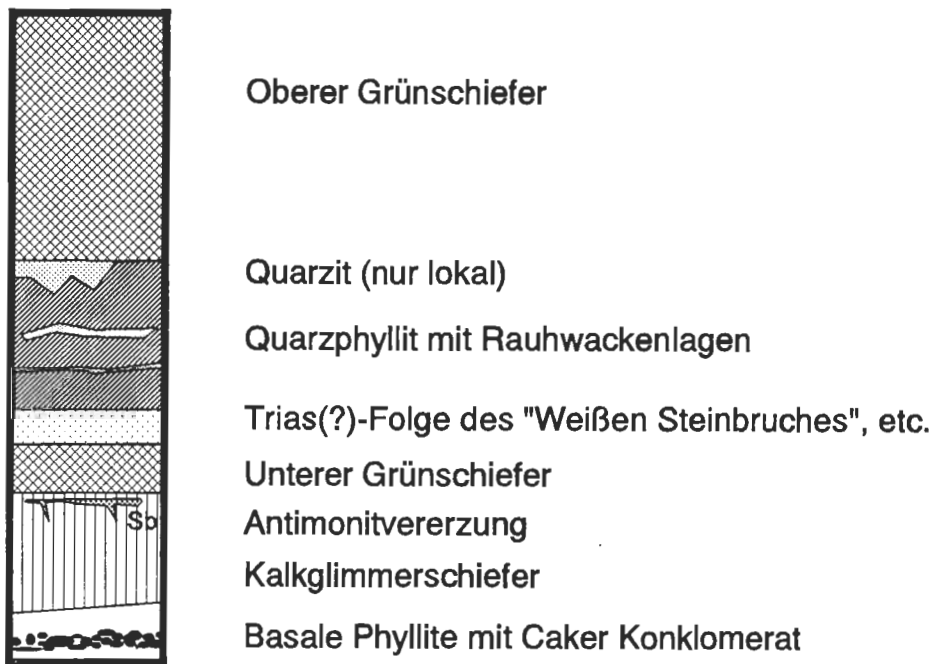 Oberer Grünschiefer
Quarzit (nur lokal)
Quarzphyllit mit Rauhwackenlagen
Trias(?)-Folge des "Weißen Steinbruches", etc.
Unterer Grünschiefer
Sb
Antimonitvererzung
Kalkglimmerschiefer
Basale Phyllite mit Caker Konklomerat